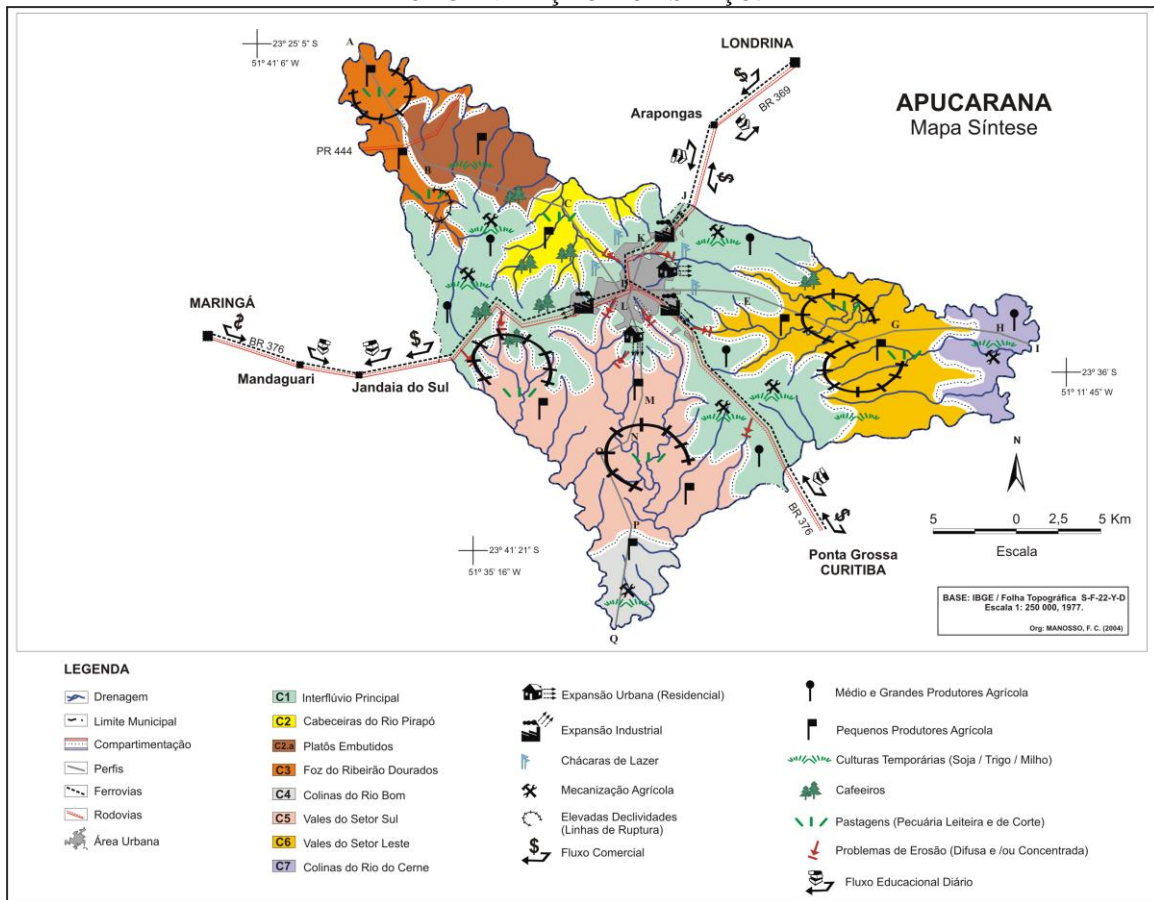 A
23º 25' 5" S
51º 41' 6" W
LONDRINA
BR 369
Arapongas
APUCARANA
Mapa Síntese
PR 444
B
C
J
K
D
L
E
G
H
I
MARINGÁ
BR 376
Mandaguari
Jandaia do Sul
23º 36' S
51º 11' 45" W
M
N
O
P
Q
N
BR 376
Ponta Grossa
CURITIBA
5 0 2,5 5 Km
Escala
23º 41' 21" S
51º 35' 16" W
BASE: IBGE / Folha Topográfica S-F-22-Y-D
Escala 1: 250 000, 1977.
Org: MANOSSO, F. C. (2004)
LEGENDA
Drenagem
Limite Municipal
Compartimentação
Perfis
Ferrovias
Rodovias
Área Urbana
C1 Interflúvio Principal
C2 Cabeceiras do Rio Pirapó
C2.a Platôs Embutidos
C3 Foz do Ribeirão Dourados
C4 Colinas do Rio Bom
C5 Vales do Setor Sul
C6 Vales do Setor Leste
C7 Colinas do Rio do Cerne
Expansão Urbana (Residencial)
Expansão Industrial
Chácaras de Lazer
Mecanização Agrícola
Elevadas Declividades
(Linhas de Ruptura)
$ Fluxo Comercial
Médio e Grandes Produtores Agrícola
Pequenos Produtores Agrícola
Culturas Temporárias (Soja / Trigo / Milho)
Cafeeiros
Pastagens (Pecuária Leiteira e de Corte)
Problemas de Erosão (Difusa e /ou Concentrada)
Fluxo Educacional Diário